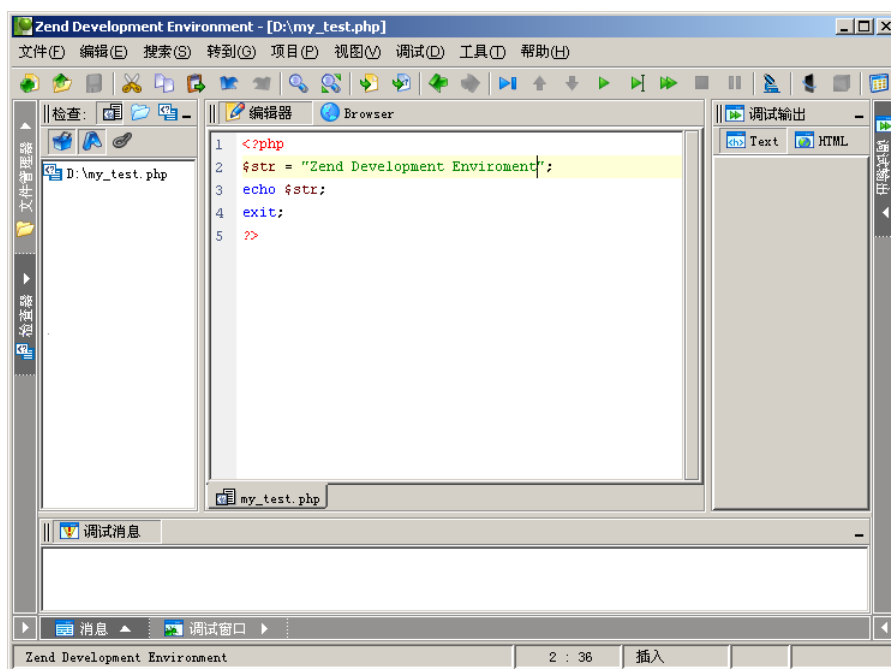 Zend Development Environment - [D:\my_test.php]
文件(F) 编辑(E) 搜索(S) 转到(G) 项目(P) 视图(V) 调试(D) 工具(T) 帮助(H)
检查:
编辑器 Browser
调试输出
Text HTML
文件管理器
检查器
D:\my_test.php
1 <?php
2 $str = "Zend Development Enviroment";
3 echo $str;
4 exit;
5 ?>
调试输出
my_test.php
调试消息
消息 调试窗口
Zend Development Environment 2 : 36 插入